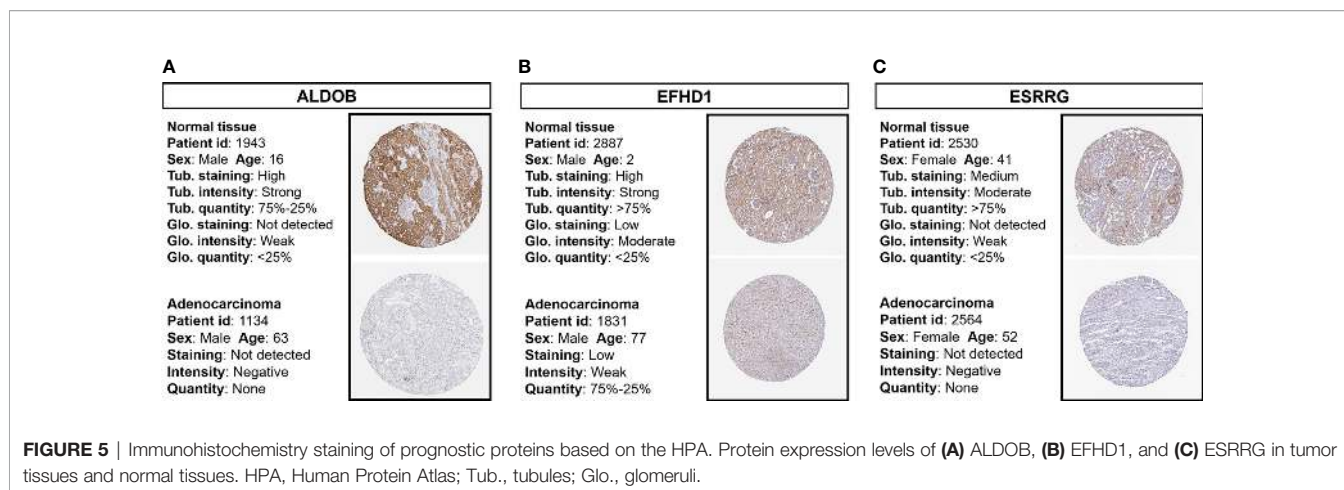 A
ALDOB
Normal tissue
Patient id: 1943
Sex: Male Age: 16
Tub. staining: High
Tub. intensity: Strong
Tub. quantity: 75%-25%
Glo. staining: Not detected
Glo. intensity: Weak
Glo. quantity: <25%
Adenocarcinoma
Patient id: 1134
Sex: Male Age: 63
Staining: Not detected
Intensity: Negative
Quantity: None
B
EFHD1
Normal tissue
Patient id: 2887
Sex: Male Age: 2
Tub. staining: High
Tub. intensity: Strong
Tub. quantity: >75%
Glo. staining: Low
Glo. intensity: Moderate
Glo. quantity: <25%
Adenocarcinoma
Patient id: 1831
Sex: Male Age: 77
Staining: Low
Intensity: Weak
Quantity: 75%-25%
C
ESRRG
Normal tissue
Patient id: 2530
Sex: Female Age: 41
Tub. staining: Medium
Tub. intensity: Moderate
Tub. quantity: >75%
Glo. staining: Not detected
Glo. intensity: Weak
Glo. quantity: <25%
Adenocarcinoma
Patient id: 2564
Sex: Female Age: 52
Staining: Not detected
Intensity: Negative
Quantity: None
FIGURE 5 | Immunohistochemistry staining of prognostic proteins based on the HPA. Protein expression levels of (A) ALDOB, (B) EFHD1, and (C) ESRRG in tumor
tissues and normal tissues. HPA, Human Protein Atlas; Tub., tubules; Glo., glomeruli.